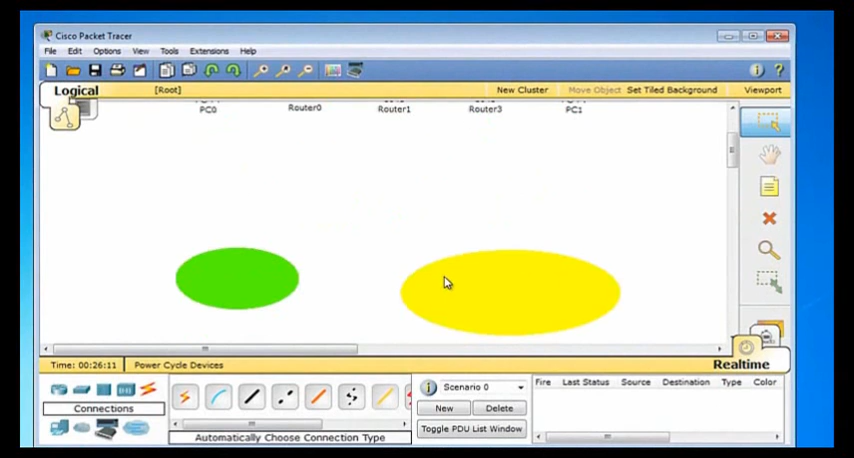 Cisco Packet Tracer
File Edit Options View Tools Extensions Help
Logical [Root] New Cluster Move Object Set Tiled Background Viewport
PC0 Router0 Router1 Router3 PC1
Time: 00:26:11 Power Cycle Devices Realtime
Scenario 0 Fire Last Status Source Destination Type Color
Connections New Delete
Toggle PDU List Window
Automatically Choose Connection Type